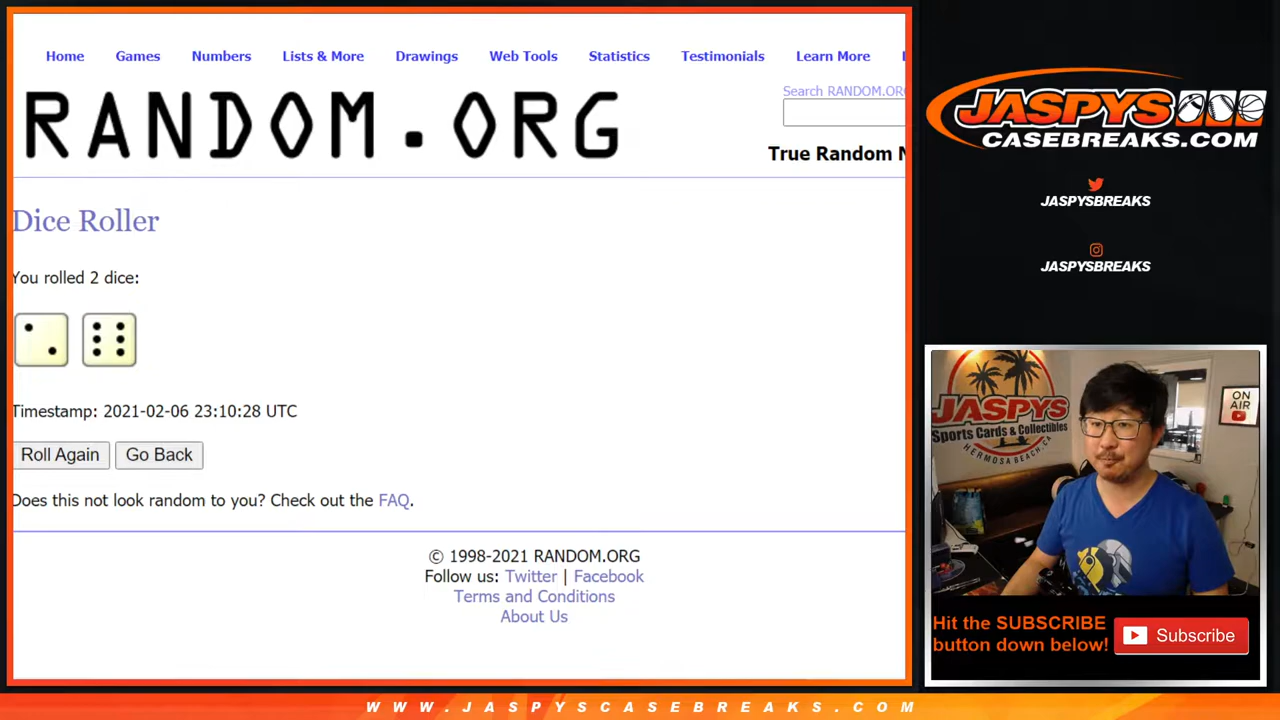 Home Games Numbers Lists & More Drawings Web Tools Statistics Testimonials Learn More
RANDOM.ORG
Search RANDOM.ORG
True Random N
Dice Roller
You rolled 2 dice:
Timestamp: 2021-02-06 23:10:28 UTC
Roll Again Go Back
Does this not look random to you? Check out the FAQ.
© 1998-2021 RANDOM.ORG
Follow us: Twitter | Facebook
Terms and Conditions
About Us
JASPYS
CASEBREAKS.COM
JASPYSBREAKS
JASPYSBREAKS
JASPYS
Sports Cards & Collectibles
HERMOSA BEACH, CA
ON
AIR
Hit the SUBSCRIBE
button down below!
Subscribe
WWW.JASPYSCASEBREAKS.COM